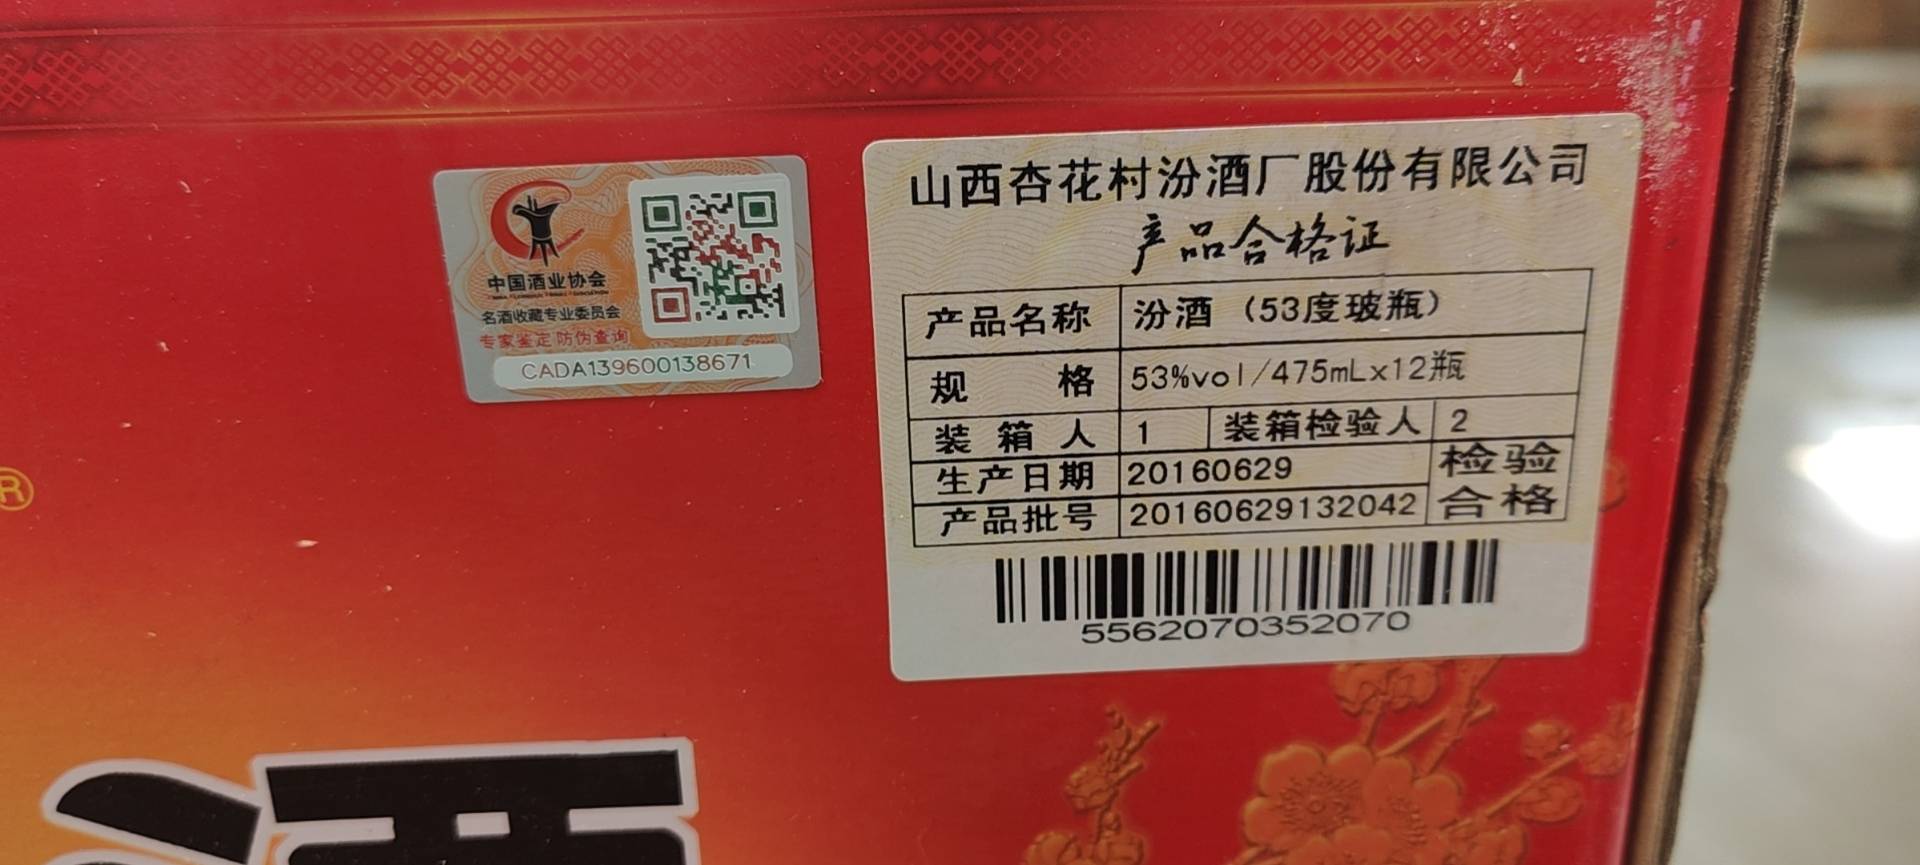 中国酒业协会
名酒收藏专业委员会
专家鉴定 防伪查询
CADA139600138671
山西杏花村汾酒厂股份有限公司
产品合格证
产品名称 汾酒（53度玻瓶）
规 格 53%vol/475mLx12瓶
装箱人 1 装箱检验人 2
生产日期 20160629 检验
产品批号 20160629132042 合格
5562070352070
®
酒